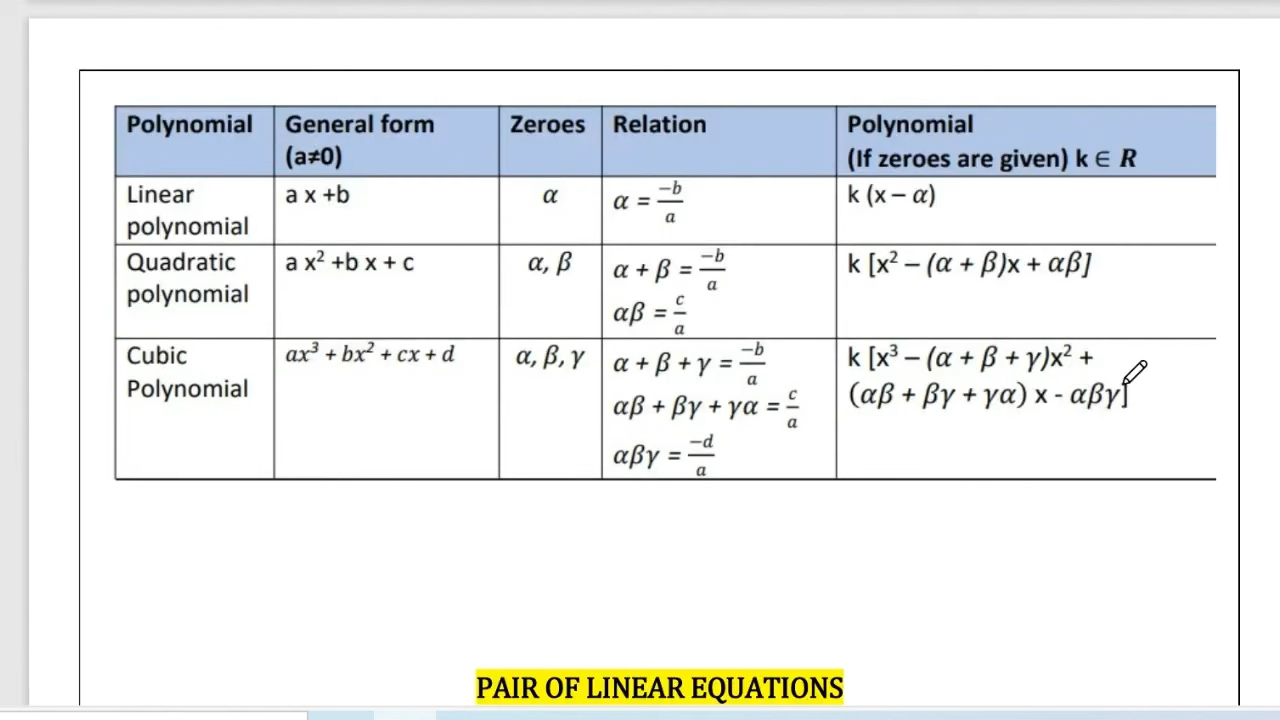 Polynomial General form (a≠0) Zeroes Relation Polynomial (If zeroes are given) k ∈ R
Linear polynomial a x +b α α = −b/a k (x – α)
Quadratic polynomial a x² +b x + c α, β α + β = −b/a αβ = c/a k [x² – (α + β)x + αβ]
Cubic Polynomial ax³ + bx² + cx + d α, β, γ α + β + γ = −b/a αβ + βγ + γα = c/a αβγ = −d/a k [x³ – (α + β + γ)x² + (αβ + βγ + γα) x - αβγ]
PAIR OF LINEAR EQUATIONS